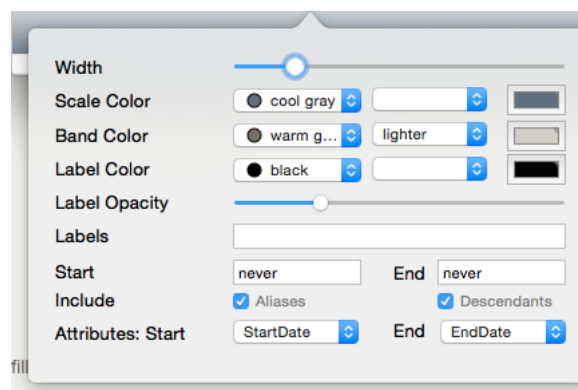 Width
Scale Color cool gray
Band Color warm g... lighter
Label Color black
Label Opacity
Labels
Start never End never
Include Aliases Descendants
Attributes: Start StartDate End EndDate
fill